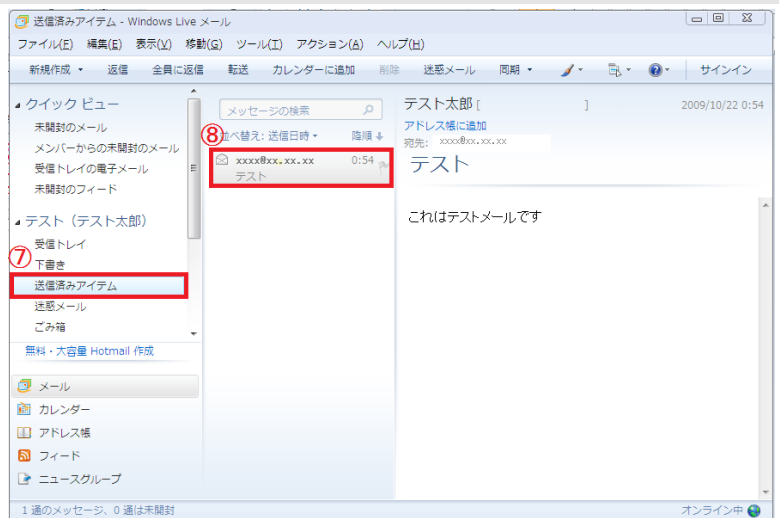 送信済みアイテム - Windows Live メール
ファイル(F) 編集(E) 表示(V) 移動(G) ツール(T) アクション(A) ヘルプ(H)
新規作成 返信 全員に返信 転送 カレンダーに追加 削除 迷惑メール 同期 サインイン
クイック ビュー
未開封のメール
メンバーからの未開封のメール
受信トレイの電子メール
未開封のフィード
テスト（テスト太郎）
受信トレイ
⑦
下書き
送信済みアイテム
迷惑メール
ごみ箱
無料・大容量 Hotmail 作成
メール
カレンダー
アドレス帳
フィード
ニュースグループ
メッセージの検索
⑧
並べ替え: 送信日時 降順
xxxx@xx.xx.xx 0:54
テスト
テスト太郎 [ ] 2009/10/22 0:54
アドレス帳に追加
宛先: xxxx@xx.xx.xx
テスト
これはテストメールです
1 通のメッセージ、0 通は未開封 オンライン中